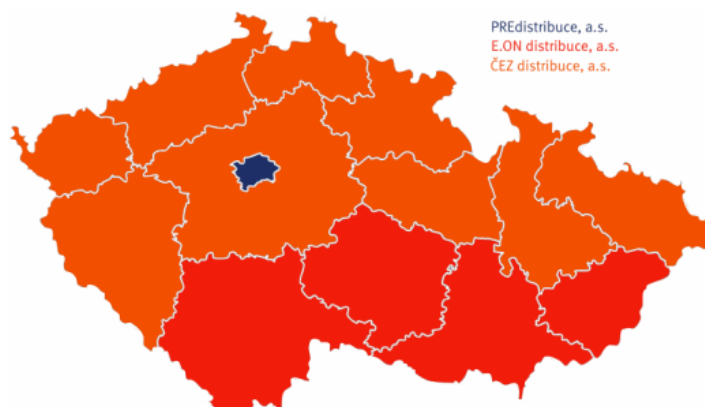 PREdistribuce, a.s.
E.ON distribuce, a.s.
ČEZ distribuce, a.s.